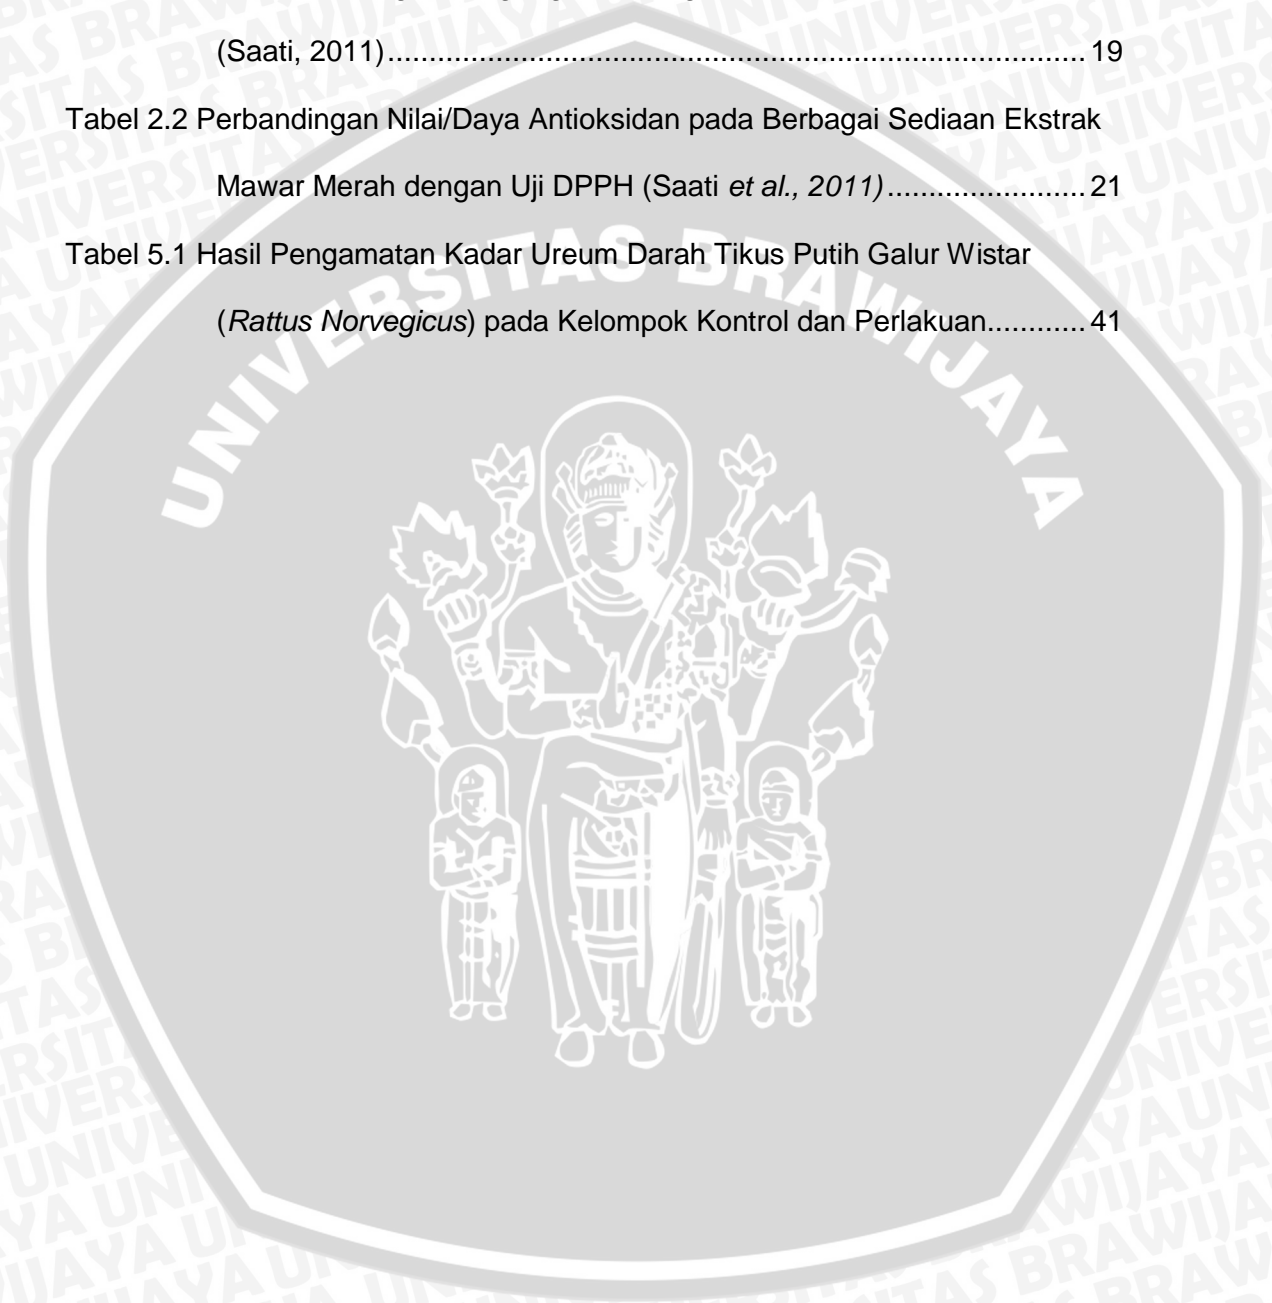 (Saati, 2011)..................................................................................... 19
Tabel 2.2 Perbandingan Nilai/Daya Antioksidan pada Berbagai Sediaan Ekstrak
Mawar Merah dengan Uji DPPH (Saati et al., 2011)........................ 21
Tabel 5.1 Hasil Pengamatan Kadar Ureum Darah Tikus Putih Galur Wistar
(Rattus Norvegicus) pada Kelompok Kontrol dan Perlakuan............ 41
UNIVERSITAS BRAWIJAYA